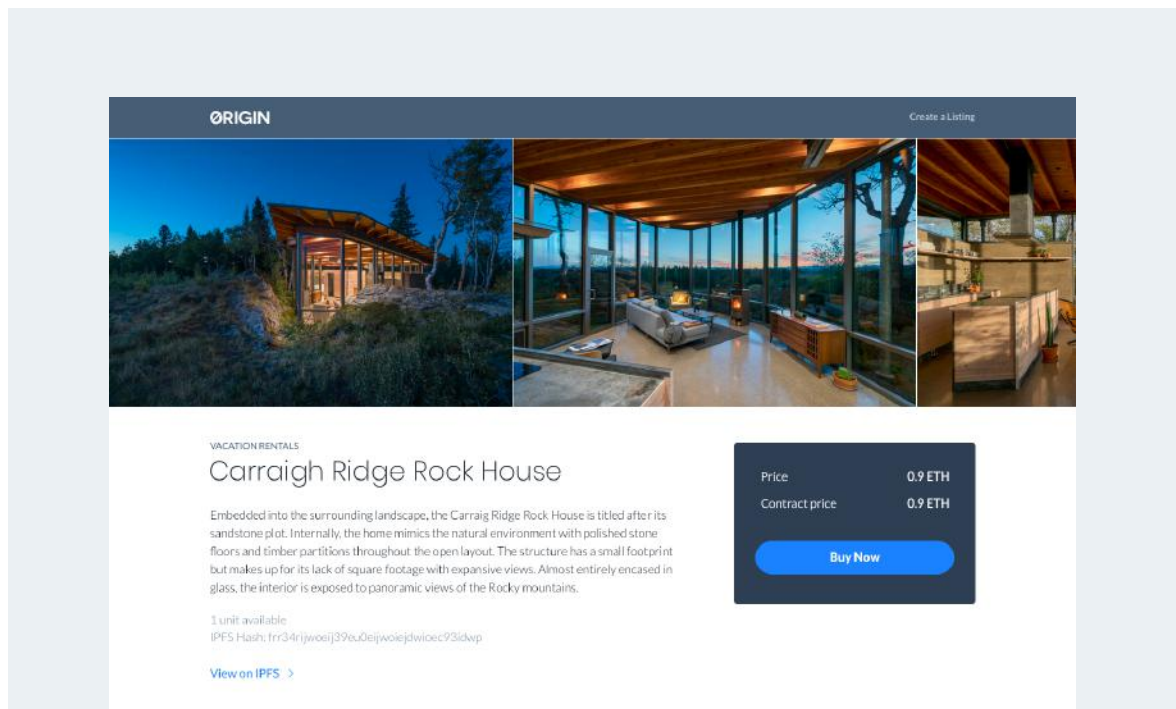 ØRIGIN
Create a Listing
VACATION RENTALS
Carraigh Ridge Rock House
Embedded into the surrounding landscape, the Carraig Ridge Rock House is titled after its
sandstone plot. Internally, the home mimics the natural environment with polished stone
floors and timber partitions throughout the open layout. The structure has a small footprint
but makes up for its lack of square footage with expansive views. Almost entirely encased in
glass, the interior is exposed to panoramic views of the Rocky mountains.
1 unit available
IPFS Hash: frr34rijwoeij39eu0eijwoiejdwioec93idwp
View on IPFS >
Price 0.9 ETH
Contract price 0.9 ETH
Buy Now